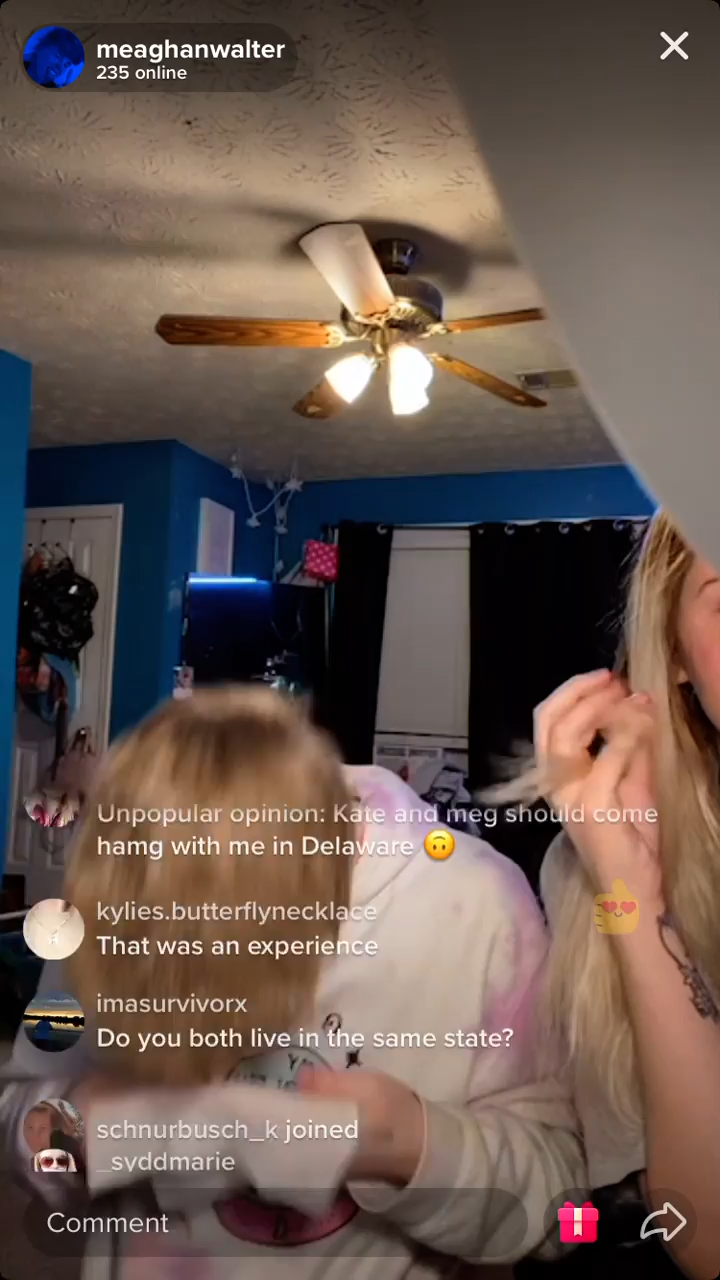 meaghanwalter
235 online
Unpopular opinion: Kate and meg should come
hamg with me in Delaware 🙃
kylies.butterflynecklace
That was an experience
imasurvivorx
Do you both live in the same state?
schnurbusch_k joined
_syddmarie
Comment